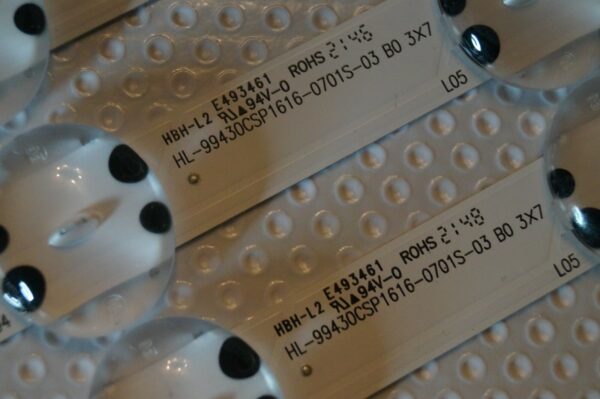 HBH-L2 E493461
94V-0 ROHS 2146
HL-99430CSP1616-0701S-03 B0 3X7
L05
HBH-L2 E493461
94V-0 ROHS 2148
HL-99430CSP1616-0701S-03 B0 3X7
L05